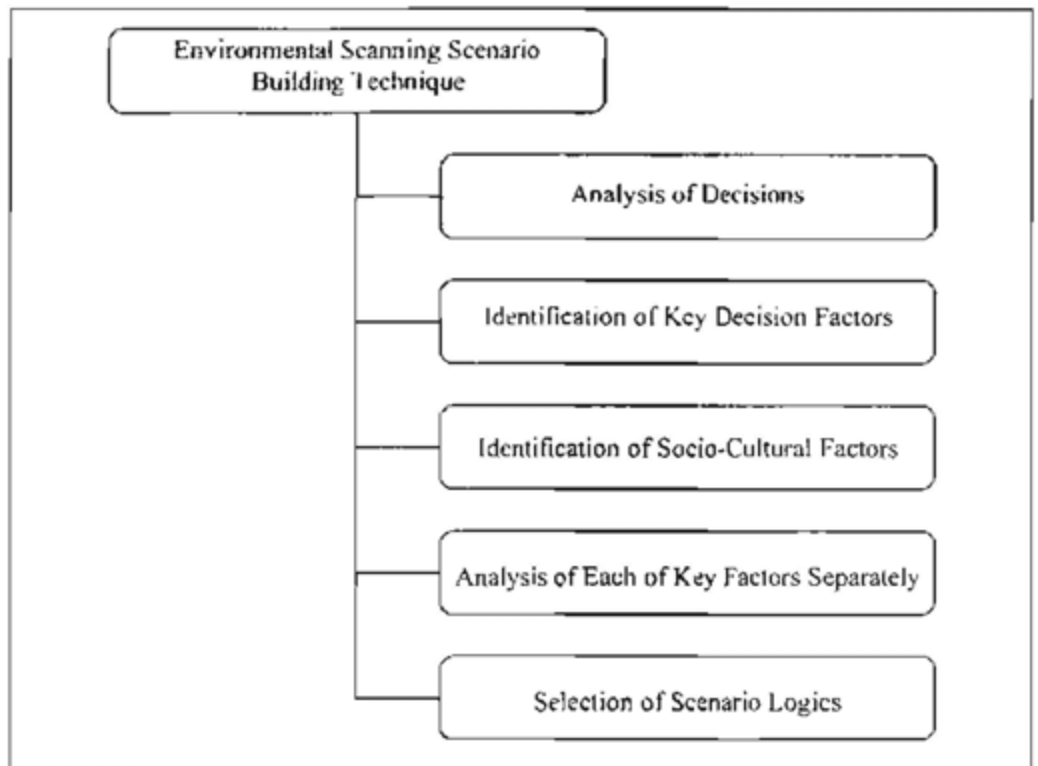 Environmental Scanning Scenario
Building Technique
Analysis of Decisions
Identification of Key Decision Factors
Identification of Socio-Cultural Factors
Analysis of Each of Key Factors Separately
Selection of Scenario Logics